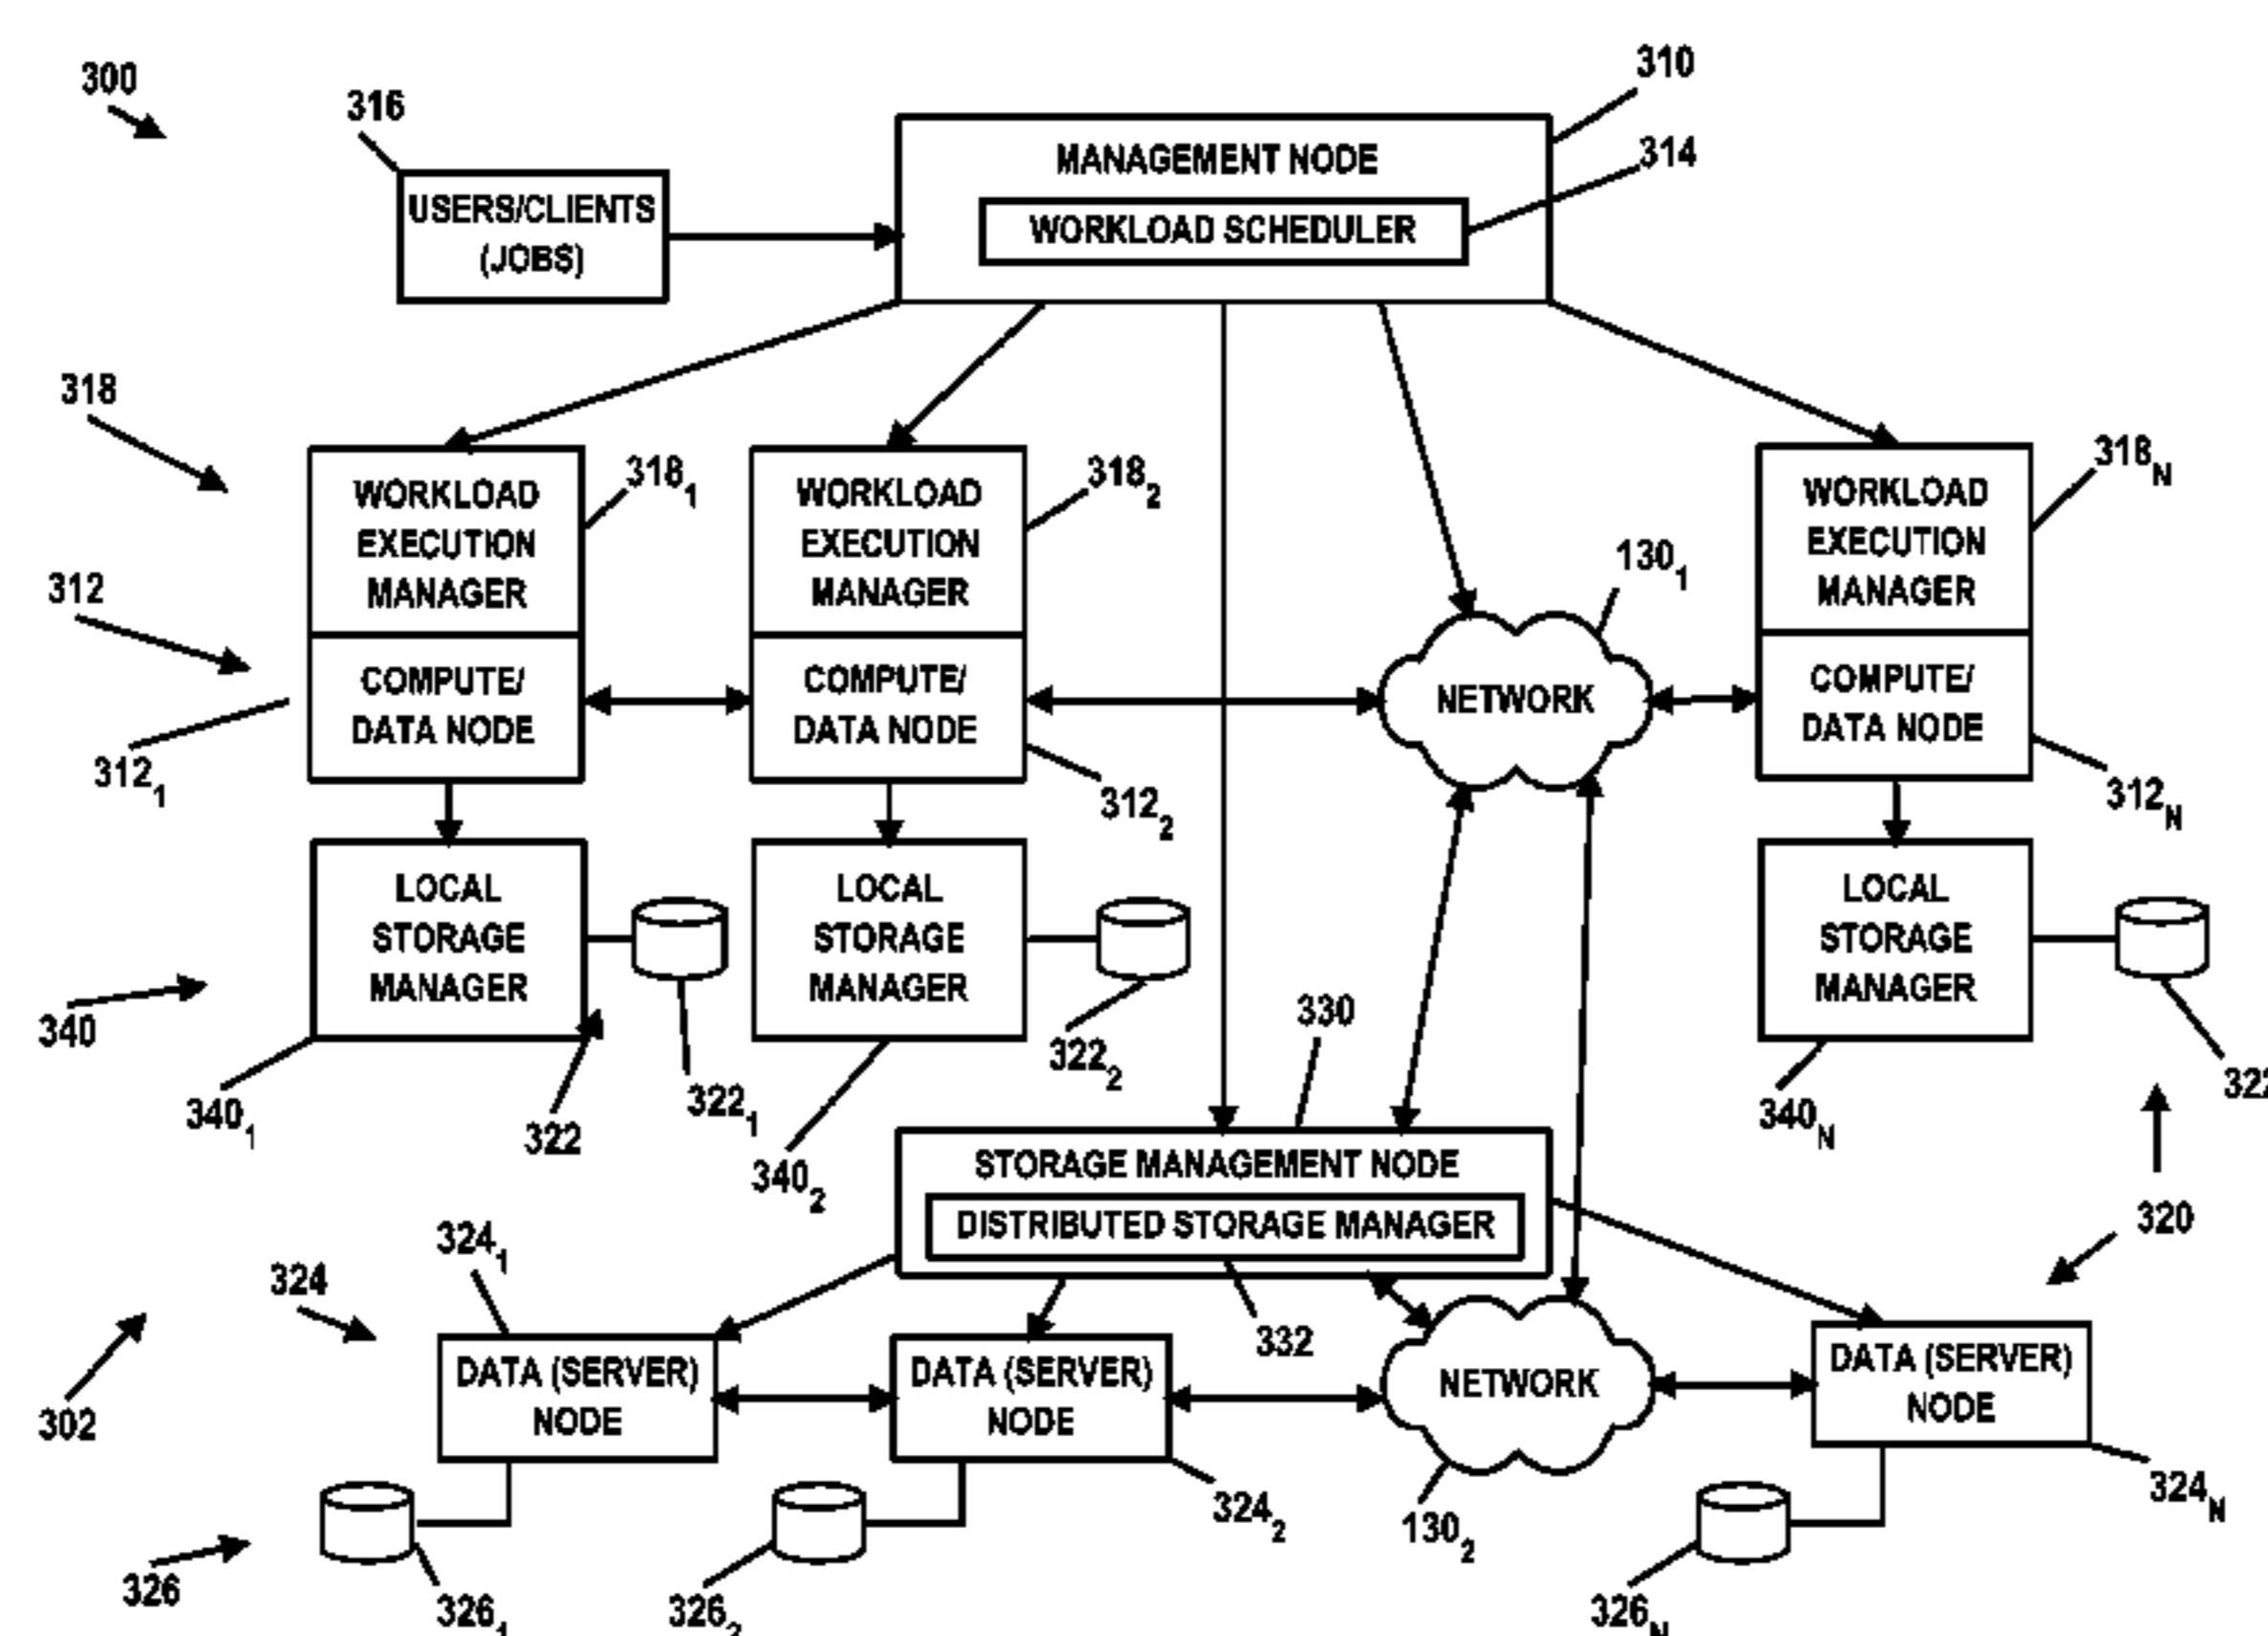 300
316
310
MANAGEMENT NODE
314
USERS/CLIENTS
(JOBS)
WORKLOAD SCHEDULER
318
WORKLOAD
EXECUTION
MANAGER
318₁
WORKLOAD
EXECUTION
MANAGER
318₂
WORKLOAD
EXECUTION
MANAGER
318N
130₁
312
COMPUTE/
DATA NODE
312₁
COMPUTE/
DATA NODE
312₂
NETWORK
COMPUTE/
DATA NODE
312N
LOCAL
STORAGE
MANAGER
LOCAL
STORAGE
MANAGER
LOCAL
STORAGE
MANAGER
340
340₁
322
322₁
340₂
322₂
330
340N
322
STORAGE MANAGEMENT NODE
DISTRIBUTED STORAGE MANAGER
320
324
324₁
332
302
DATA (SERVER)
NODE
DATA (SERVER)
NODE
NETWORK
DATA (SERVER)
NODE
324₂
130₂
324N
326
326₁
326₂
326N